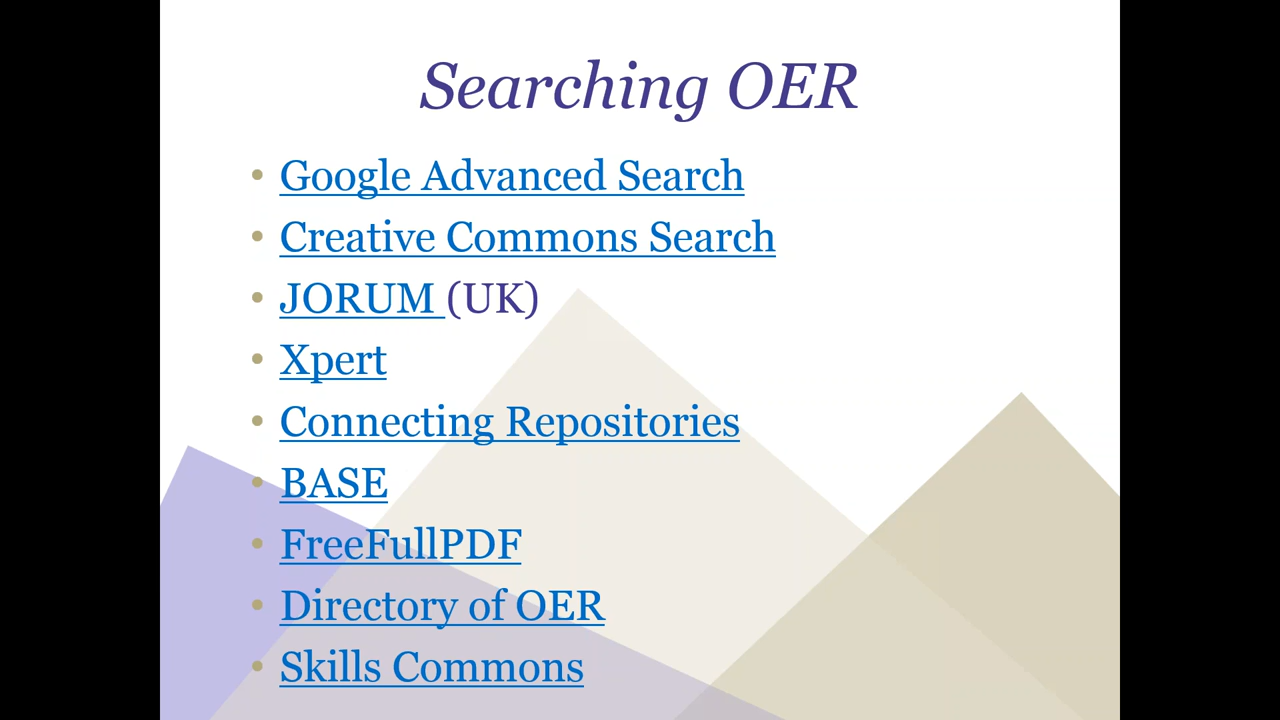 Searching OER
• Google Advanced Search
• Creative Commons Search
• JORUM (UK)
• Xpert
• Connecting Repositories
• BASE
• FreeFullPDF
• Directory of OER
• Skills Commons